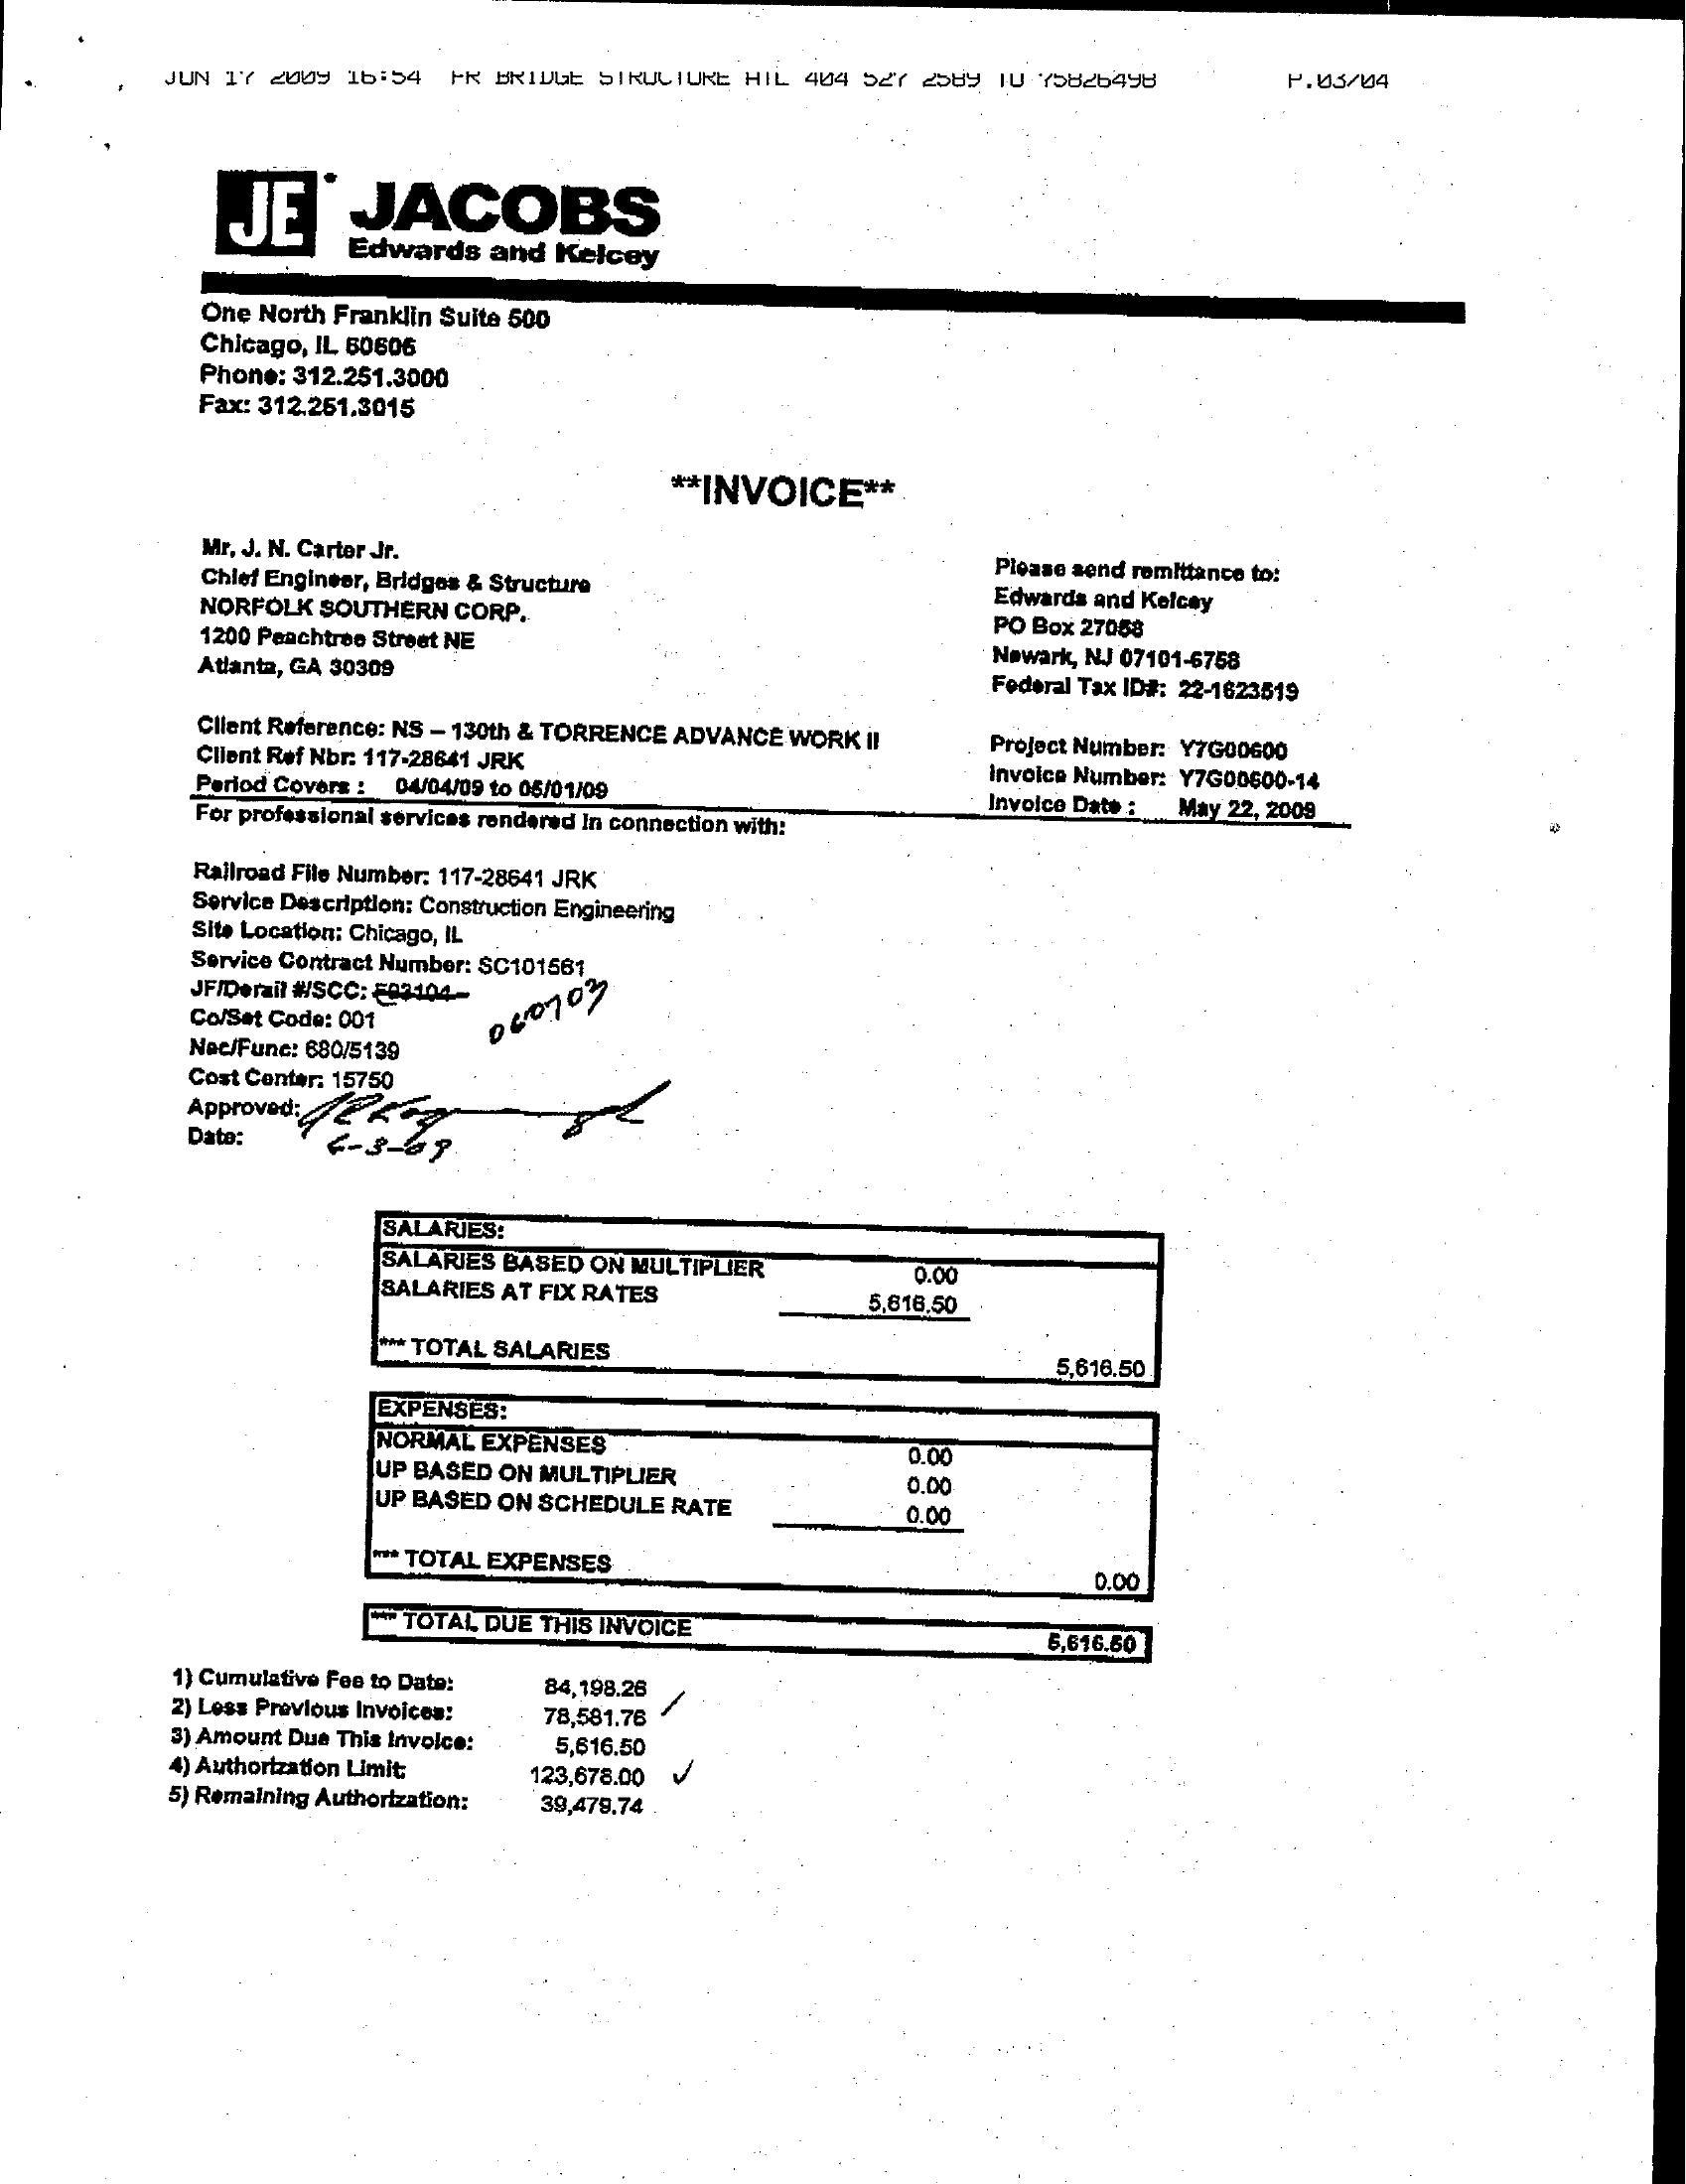 JUN 17 2009 16:54 FR BRIDGE STRUCTURE ATL 404 527 2589 TO 75826498 P.03/04
JE JACOBS
Edwards and Kelcey
One North Franklin Suite 500
Chicago, IL 60606
Phone: 312.251.3000
Fax: 312.251.3015
**INVOICE**
Mr. J. N. Carter Jr.
Chief Engineer, Bridges & Structure
NORFOLK SOUTHERN CORP.
1200 Peachtree Street NE
Atlanta, GA 30309
Please send remittance to:
Edwards and Kelcey
PO Box 27058
Newark, NJ 07101-6758
Federal Tax ID#: 22-1623519
Client Reference: NS – 130th & TORRENCE ADVANCE WORK II
Client Ref Nbr: 117-28641 JRK
Period Covers : 04/04/09 to 05/01/09
Project Number: Y7G00600
Invoice Number: Y7G00600-14
Invoice Date : May 22, 2009
For professional services rendered in connection with:
Railroad File Number: 117-28641 JRK
Service Description: Construction Engineering
Site Location: Chicago, IL
Service Contract Number: SC101561
JF/Derail #/SCC: 060703
Co/Sat Code: 001
Nac/Func: 680/5139
Cost Center: 15750
Approved:
Date: 6-3-09
SALARIES:
SALARIES BASED ON MULTIPLIER 0.00
SALARIES AT FIX RATES 5,616.50
*** TOTAL SALARIES 5,616.50
EXPENSES:
NORMAL EXPENSES 0.00
UP BASED ON MULTIPLIER 0.00
UP BASED ON SCHEDULE RATE 0.00
*** TOTAL EXPENSES 0.00
*** TOTAL DUE THIS INVOICE 5,616.50
1) Cumulative Fee to Date: 84,198.26
2) Less Previous Invoices: 78,581.76
3) Amount Due This Invoice: 5,616.50
4) Authorization Limit: 123,678.00
5) Remaining Authorization: 39,479.74